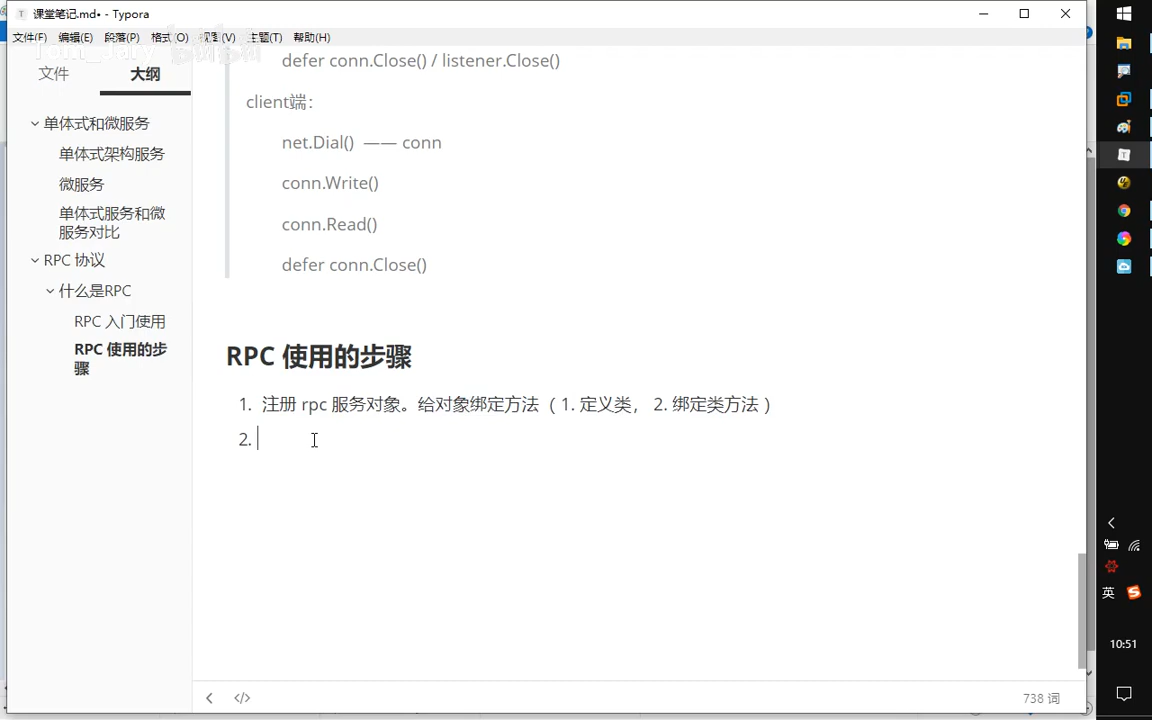 课堂笔记.md• - Typora
文件(F) 编辑(E) 段落(P) 格式(O) 视图(V) 主题(T) 帮助(H)
文件 大纲
单体式和微服务
单体式架构服务
微服务
单体式服务和微
服务对比
RPC 协议
什么是RPC
RPC 入门使用
RPC 使用的步
骤
defer conn.Close() / listener.Close()
client端：
net.Dial() —— conn
conn.Write()
conn.Read()
defer conn.Close()
RPC 使用的步骤
1. 注册 rpc 服务对象。给对象绑定方法（ 1. 定义类， 2. 绑定类方法 ）
2.
738 词
英
10:51